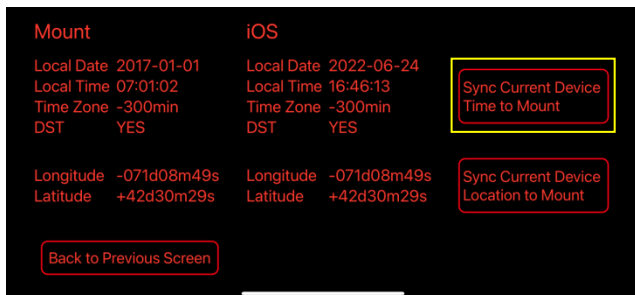 Mount iOS
Local Date 2017-01-01 Local Date 2022-06-24
Local Time 07:01:02 Local Time 16:46:13
Time Zone -300min Time Zone -300min
DST YES DST YES
Sync Current Device
Time to Mount
Longitude -071d08m49s Longitude -071d08m49s
Latitude +42d30m29s Latitude +42d30m29s
Sync Current Device
Location to Mount
Back to Previous Screen